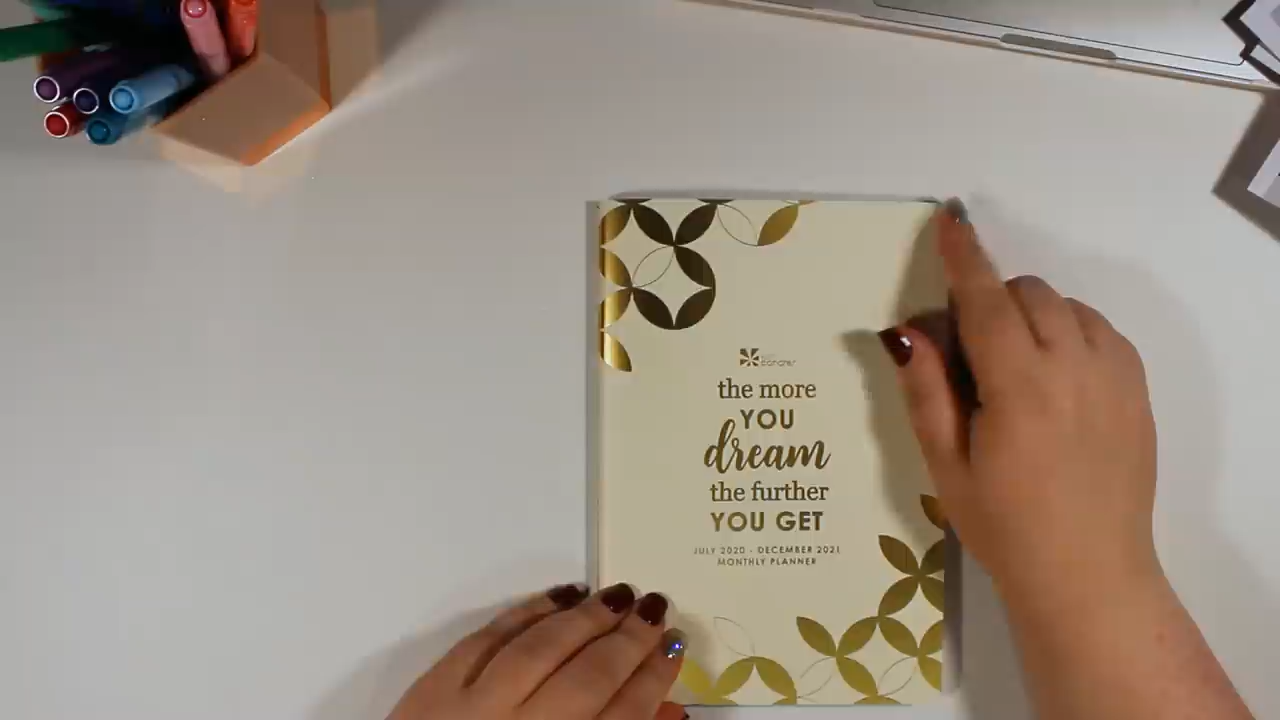 the more
YOU
dream
the further
YOU GET
JULY 2020 - DECEMBER 2021
MONTHLY PLANNER